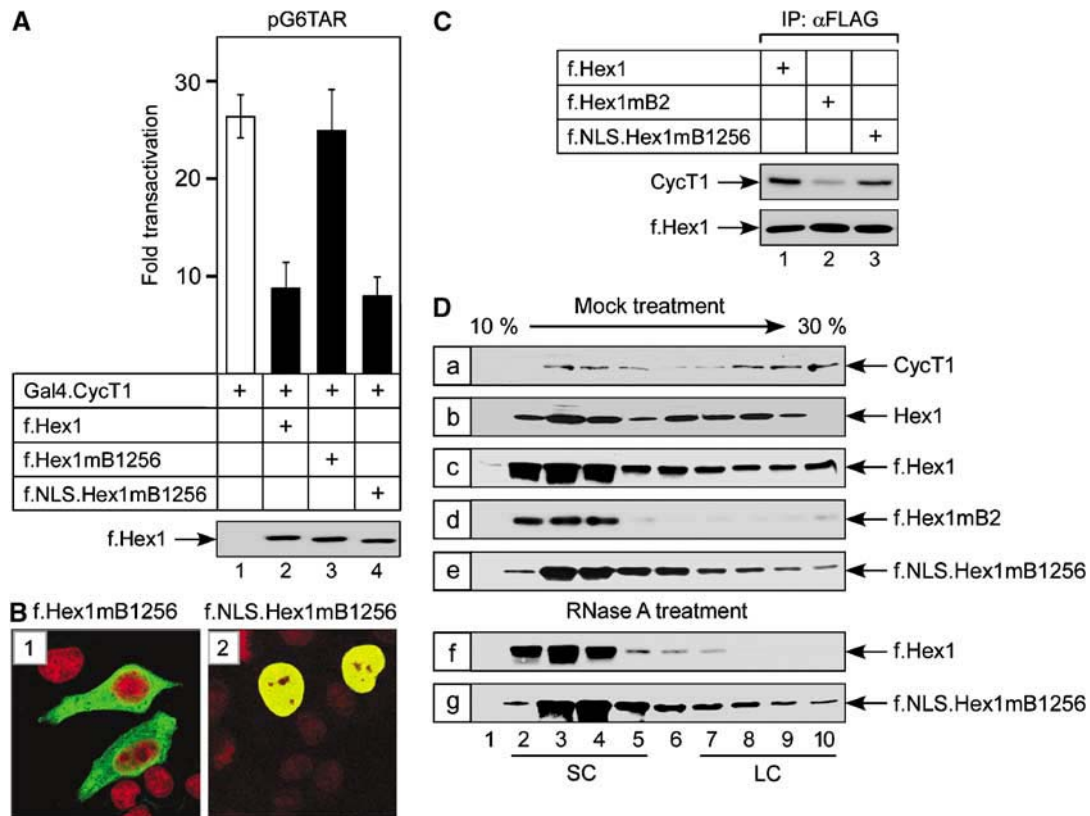 A
pG6TAR
30
20
10
Fold transactivation
Gal4.CycT1 + + + +
f.Hex1 +
f.Hex1mB1256 +
f.NLS.Hex1mB1256 +
f.Hex1
1 2 3 4
B
f.Hex1mB1256 f.NLS.Hex1mB1256
1 2
C
IP: αFLAG
f.Hex1 +
f.Hex1mB2 +
f.NLS.Hex1mB1256 +
CycT1
f.Hex1
1 2 3
D
Mock treatment
10 % 30 %
a CycT1
b Hex1
c f.Hex1
d f.Hex1mB2
e f.NLS.Hex1mB1256
RNase A treatment
f f.Hex1
g f.NLS.Hex1mB1256
1 2 3 4 5 6 7 8 9 10
SC LC